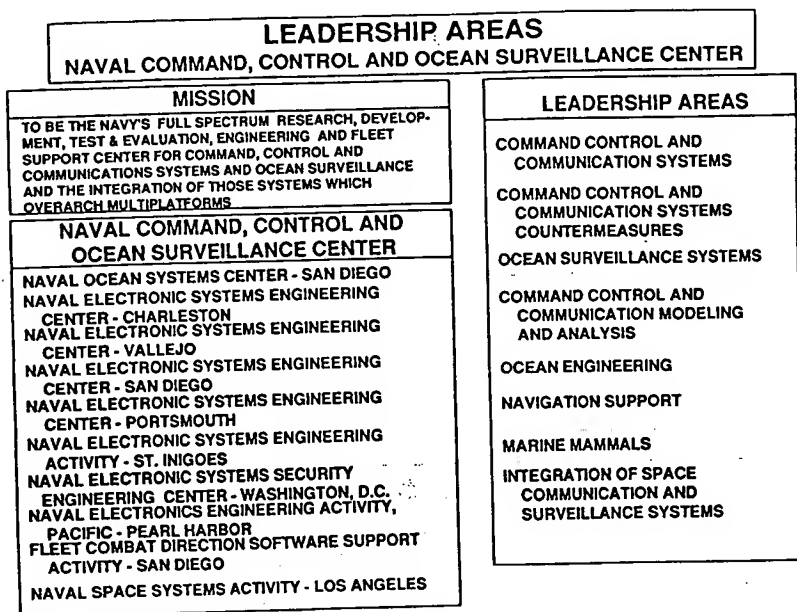 LEADERSHIP AREAS
NAVAL COMMAND, CONTROL AND OCEAN SURVEILLANCE CENTER
MISSION
TO BE THE NAVY'S FULL SPECTRUM RESEARCH, DEVELOP-
MENT, TEST & EVALUATION, ENGINEERING AND FLEET
SUPPORT CENTER FOR COMMAND, CONTROL AND
COMMUNICATIONS SYSTEMS AND OCEAN SURVEILLANCE
AND THE INTEGRATION OF THOSE SYSTEMS WHICH
OVERARCH MULTIPLATFORMS
NAVAL COMMAND, CONTROL AND
OCEAN SURVEILLANCE CENTER
NAVAL OCEAN SYSTEMS CENTER - SAN DIEGO
NAVAL ELECTRONIC SYSTEMS ENGINEERING
CENTER - CHARLESTON
NAVAL ELECTRONIC SYSTEMS ENGINEERING
CENTER - VALLEJO
NAVAL ELECTRONIC SYSTEMS ENGINEERING
CENTER - SAN DIEGO
NAVAL ELECTRONIC SYSTEMS ENGINEERING
CENTER - PORTSMOUTH
NAVAL ELECTRONIC SYSTEMS ENGINEERING
ACTIVITY - ST. INIGOES
NAVAL ELECTRONIC SYSTEMS SECURITY
ENGINEERING CENTER - WASHINGTON, D.C.
NAVAL ELECTRONICS ENGINEERING ACTIVITY,
PACIFIC - PEARL HARBOR
FLEET COMBAT DIRECTION SOFTWARE SUPPORT
ACTIVITY - SAN DIEGO
NAVAL SPACE SYSTEMS ACTIVITY - LOS ANGELES
LEADERSHIP AREAS
COMMAND CONTROL AND
COMMUNICATION SYSTEMS
COMMAND CONTROL AND
COMMUNICATION SYSTEMS
COUNTERMEASURES
OCEAN SURVEILLANCE SYSTEMS
COMMAND CONTROL AND
COMMUNICATION MODELING
AND ANALYSIS
OCEAN ENGINEERING
NAVIGATION SUPPORT
MARINE MAMMALS
INTEGRATION OF SPACE
COMMUNICATION AND
SURVEILLANCE SYSTEMS